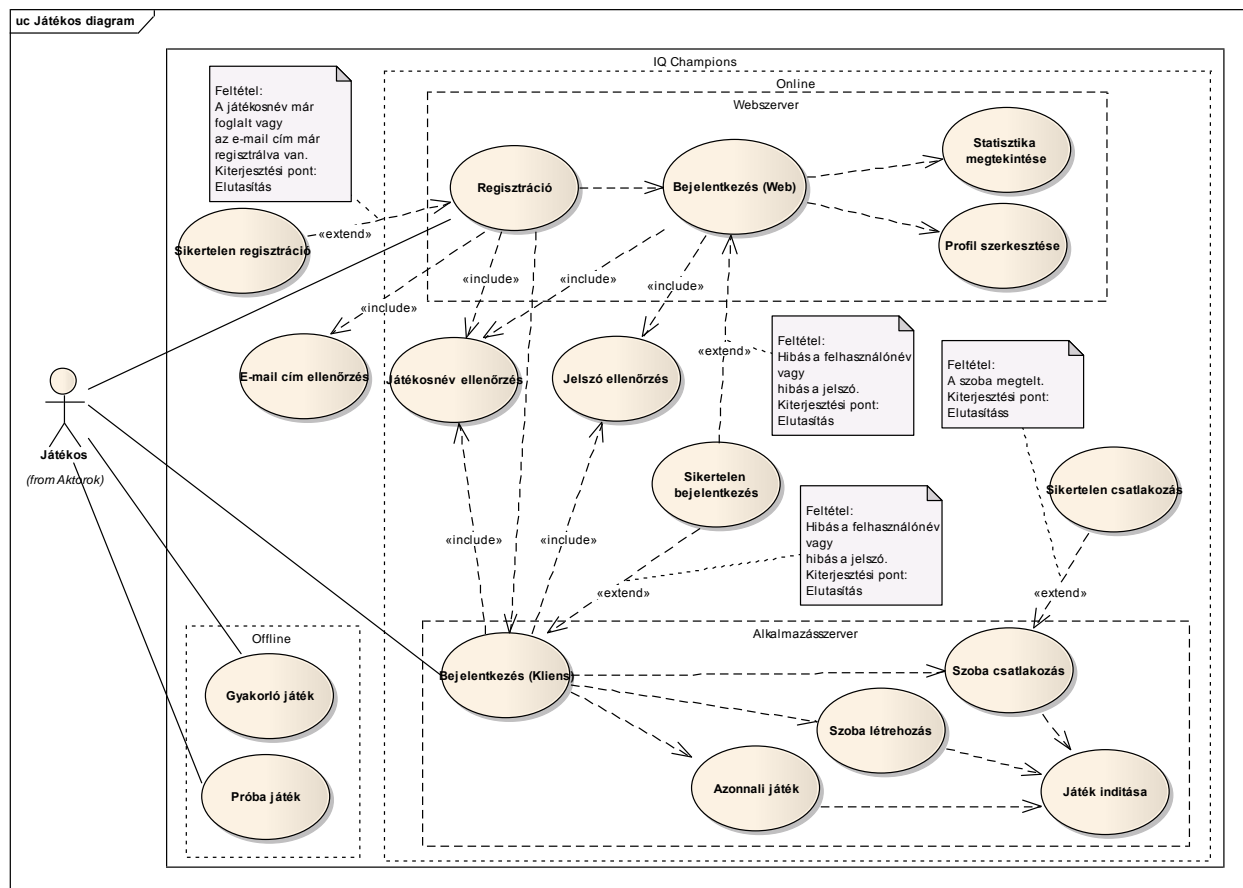 uc Játékos diagram
IQ Champions
Feltétel:
A játékosnév már
foglalt vagy
az e-mail cím már
regisztrálva van.
Kiterjesztési pont:
Elutasítás
Online
Webszerver
Regisztráció
Bejelentkezés (Web)
Statisztika
megtekintése
Profil szerkesztése
Sikertelen regisztráció
«extend»
«include»
«include»
«include»
«include»
E-mail cím ellenőrzés
Játékosnév ellenőrzés
Jelszó ellenőrzés
«extend»
Feltétel:
Hibás a felhasználónév
vagy
hibás a jelszó.
Kiterjesztési pont:
Elutasítás
Feltétel:
A szoba megtelt.
Kiterjesztési pont:
Elutasításs
Játékos
(from Aktorok)
Sikertelen
bejelentkezés
Sikertelen csatlakozás
Feltétel:
Hibás a felhasználónév
vagy
hibás a jelszó.
Kiterjesztési pont:
Elutasítás
«include»
«include»
«extend»
«extend»
Offline
Gyakorló játék
Próba játék
Alkalmazásszerver
Bejelentkezés (Kliens)
Szoba csatlakozás
Szoba létrehozás
Azonnali játék
Játék inditása